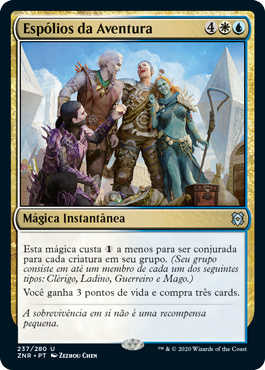 Espólios da Aventura 4
Mágica Instantânea
Esta mágica custa 1 a menos para ser conjurada
para cada criatura em seu grupo. (Seu grupo
consiste em até um membro de cada um dos seguintes
tipos: Clérigo, Ladino, Guerreiro e Mago.)
Você ganha 3 pontos de vida e compra três cards.
A sobrevivência em si não é uma recompensa
pequena.
237/280 U
ZNR • PT Zezhou Chen
™ & © 2020 Wizards of the Coast